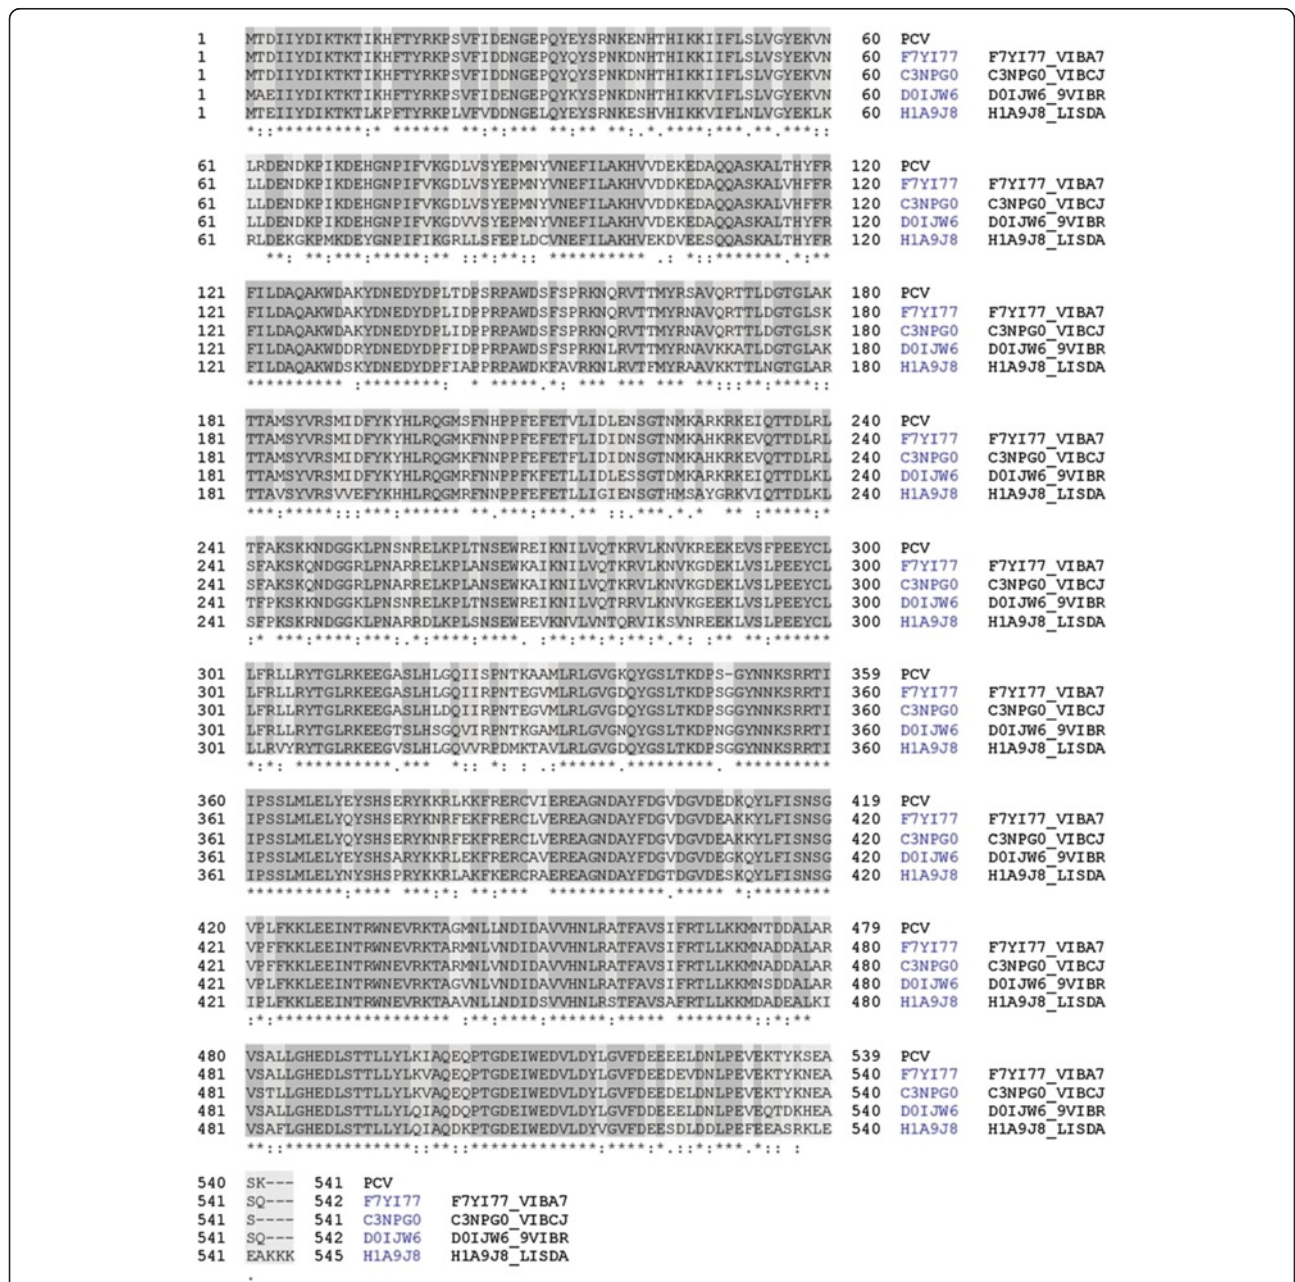 1 MTDIIYDIKTKTIKHFTYRKPSVFIDENGEPQYEYSRNKENHTHIKKIIFLSLVGYEKVN 60 PCV
1 MTDIIYDIKTKTIKHFTYRKPSVFIDDNGEPQYQYSPNKDNHTHIKKIIFLSLVSYEKVN 60 F7YI77 F7YI77_VIBA7
1 MTDIIYDIKTKTIKHFTYRKPSVFIDDNGEPQYEYSPNKDNHTHIKKIIFLSLVGYEKVN 60 C3NPG0 C3NPG0_VIBCJ
1 MAEIIYDIKTKTIKHFTYRKPSVFIDDNGEPQYEYSPNKDNHTHIKKVIFLSLVGYEKVN 60 D0IJW6 D0IJW6_9VIBR
1 MTEIIYDIKTKTLKPFTYRKPLVFVDDNGELQYKYSRNKESHVHIKKVIFLNLVGYEKLK 60 H1A9J8 H1A9J8_LISDA
61 LRDENDKPIKDEHGNPIFVKGDLVSYEPMNYVNEFILAKHVVDEKEDAQQASKALTHYFR 120 PCV
61 LLDENDKPIKDEHGNPIFVKGDLVSYEPMNYVNEFILAKHVVDDKEDAQQASKALVHFFR 120 F7YI77 F7YI77_VIBA7
61 LLDENDKPIKDEHGNPIFVKGDLVSYEPMNYVNEFILAKHVVDDKEDAQQASKALVHFFR 120 C3NPG0 C3NPG0_VIBCJ
61 LLDENDKPIKDEHGNPIFVKGDVVSYEPMNYVNEFILAKHVVDEKEDAQQASKALTHYFR 120 D0IJW6 D0IJW6_9VIBR
61 RLDEKGKPMKDEYGNPIFIKGRLLSFEPLDCVNEFILAKHVEKDVEESQQASKALTHYFR 120 H1A9J8 H1A9J8_LISDA
121 FILDAQAKWDAKYDNEDYDPLTDPSRPAWDSFSPRKNQRVTTMYRSAVQRTTLDGTGLAK 180 PCV
121 FILDAQAKWDAKYDNEDYDPLIDPPRPAWDSFSPRKNQRVTTMYRNAVQRTTLDGTGLSK 180 F7YI77 F7YI77_VIBA7
121 FILDAQAKWDAKYDNEDYDPLIDPPRPAWDSFSPRKNQRVTTMYRNAVQRTTLDGTGLSK 180 C3NPG0 C3NPG0_VIBCJ
121 FILDAQAKWDDRYDNEDYDPFIDPPRPAWDSFSPRKNLRVTTMYRNAVKKATLDGTGLAK 180 D0IJW6 D0IJW6_9VIBR
121 FILDAQAKWDSKYDNEDYDPFIAPPRPAWDKFAVRKNLRVTFMYRAAVKKTTLNGTGLAR 180 H1A9J8 H1A9J8_LISDA
181 TTAMSYVRSMIDFYKYHLRQGMSFNHPPFEFETVLIDLENSGTNMKARKRKEIQTTDLRL 240 PCV
181 TTAMSYVRSMIDFYKYHLRQGMKFNNPPFEFETFLIDIDNSGTNMKAHKRKEVQTTDLRL 240 F7YI77 F7YI77_VIBA7
181 TTAMSYVRSMIDFYKYHLRQGMKFNNPPFEFETFLIDIDNSGTNMKAHKRKEVQTTDLRL 240 C3NPG0 C3NPG0_VIBCJ
181 TTAMSYVRSMIDFYKYHLRQGMRFNNPPFKFETLLIDLESSGTDMKARKRKEIQTTDLKL 240 D0IJW6 D0IJW6_9VIBR
181 TTAVSYVRSVVEFYKHHLRQGMRFNNPPFEFETLLIGIENSGTHMSAYGRKVIQTTDLKL 240 H1A9J8 H1A9J8_LISDA
241 TFAKSKKNDGGKLPNSNRELKPLTNSEWREIKNILVQTKRVLKNVKREEKEVSFPEEYCL 300 PCV
241 SFAKSKQNDGGRLPNARRELKPLANSEWKAIKNILVQTKRVLKNVKGDEKLVSLPEEYCL 300 F7YI77 F7YI77_VIBA7
241 SFAKSKQNDGGRLPNARRELKPLANSEWKAIKNILVQTKRVLKNVKGDEKLVSLPEEYCL 300 C3NPG0 C3NPG0_VIBCJ
241 TFPKSKKNDGGKLPNSNRELKPLTNSEWREIKNILVQTRRVLKNVKGEEKLVSLPEEYCL 300 D0IJW6 D0IJW6_9VIBR
241 SFPKSKRNDGGKLPNARRDLKPLSNSEWEEVKNVLVNTQRVIKSVNREEKLVSLPEEYCL 300 H1A9J8 H1A9J8_LISDA
301 LFRLLRYTGLRKEEGASLHLGQIISPNTKAAMLRLGVGKQYGSLTKDPS-GYNNKSRRTI 359 PCV
301 LFRLLRYTGLRKEEGASLHLGQIIRPNTEGVMLRLGVGDQYGSLTKDPSGGYNNKSRRTI 360 F7YI77 F7YI77_VIBA7
301 LFRLLRYTGLRKEEGASLHLDQIIRPNTEGVMLRLGVGDQYGSLTKDPSGGYNNKSRRTI 360 C3NPG0 C3NPG0_VIBCJ
301 LFRLLRYTGLRKEEGTSLHSGQVIRPNTKGAMLRLGVGNQYGSLTKDPSGGYNNKSRRTI 360 D0IJW6 D0IJW6_9VIBR
301 LLRVYRYTGLRKEEGVSLHLGQVVRPDMKTAVLRLGVGDQYGSLTKDPSGGYNNKSRRTI 360 H1A9J8 H1A9J8_LISDA
360 IPSSLMLELYEYSHSERYKKRLKKFRERCVIEREAGNDAYFDGVDGVDEDKQYLFISNSG 419 PCV
361 IPSSLMLELYQYSHSERYKNRFEKFRERCLVEREAGNDAYFDGVDGVDEAKKYLFISNSG 420 F7YI77 F7YI77_VIBA7
361 IPSSLMLELYQYSHSERYKNRFEKFRERCLVEREAGNDAYFDGVDGVDEAKKYLFISNSG 420 C3NPG0 C3NPG0_VIBCJ
361 IPSSLMLELYEYSHSARYKKRLEKFRERCAVEREAGNDAYFDGVDGVDEGKQYLFISNSG 420 D0IJW6 D0IJW6_9VIBR
361 IPSSLMLELYNYSHSPRYKKRLAKFKERCRAEREAGNDAYFDGTDGVDESKQYLFISNSG 420 H1A9J8 H1A9J8_LISDA
420 VPLFKKLEEINTRWNEVRKTAGMNLLNDIDAVVHNLRATFAVSIFRTLLKKMNTDDALAR 479 PCV
421 VPFFKKLEEINTRWNEVRKTARMNLVNDIDAVVHNLRATFAVSIFRTLLKKMNADDALAR 480 F7YI77 F7YI77_VIBA7
421 VPFFKKLEEINTRWNEVRKTARMNLVNDIDAVVHNLRATFAVSIFRTLLKKMNADDALAR 480 C3NPG0 C3NPG0_VIBCJ
421 VPLFKKLEEINTRWNEVRKTAGVNLVNDIDAVVHNLRATFAVSIFRTLLKKMNSDDALAR 480 D0IJW6 D0IJW6_9VIBR
421 IPLFKKLEEINTRWNEVRKTAAVNLLNDIDSVVHNLRSTFAVSAFRTLLKKMDADEALKI 480 H1A9J8 H1A9J8_LISDA
480 VSALLGHEDLSTTLLYLKIAQEQPTGDEIWEDVLDYLGVFDEEEELDNLPEVEKTYKSEA 539 PCV
481 VSALLGHEDLSTTLLYLKVAQEQPTGDEIWEDVLDYLGVFDEEDEVDNLPEVEKTYKNEA 540 F7YI77 F7YI77_VIBA7
481 VSTLLGHEDLSTTLLYLKVAQEQPTGDEIWEDVLDYLGVFDEEDEVDNLPEVEKTYKNEA 540 C3NPG0 C3NPG0_VIBCJ
481 VSALLGHEDLSTTLLYLQIAQDQPTGDEIWEDVLDYLGVFDDEEELDNLPEVEQTDKHEA 540 D0IJW6 D0IJW6_9VIBR
481 VSAFLGHEDLSTTLLYLQIAQDKPTGDEIWEDVLDYVGVFDEESDLDDLPEFEEASRKLE 540 H1A9J8 H1A9J8_LISDA
540 SK--- 541 PCV
541 SQ--- 542 F7YI77 F7YI77_VIBA7
541 S---- 541 C3NPG0 C3NPG0_VIBCJ
541 SQ--- 542 D0IJW6 D0IJW6_9VIBR
541 EAKKK 545 H1A9J8 H1A9J8_LISDA